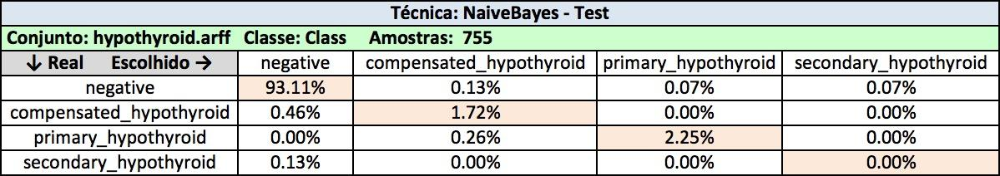 Técnica: NaiveBayes - Test
Conjunto: hypothyroid.arff Classe: Class Amostras: 755
↓ Real Escolhido → negative compensated_hypothyroid primary_hypothyroid secondary_hypothyroid
negative 93.11% 0.13% 0.07% 0.07%
compensated_hypothyroid 0.46% 1.72% 0.00% 0.00%
primary_hypothyroid 0.00% 0.26% 2.25% 0.00%
secondary_hypothyroid 0.13% 0.00% 0.00% 0.00%